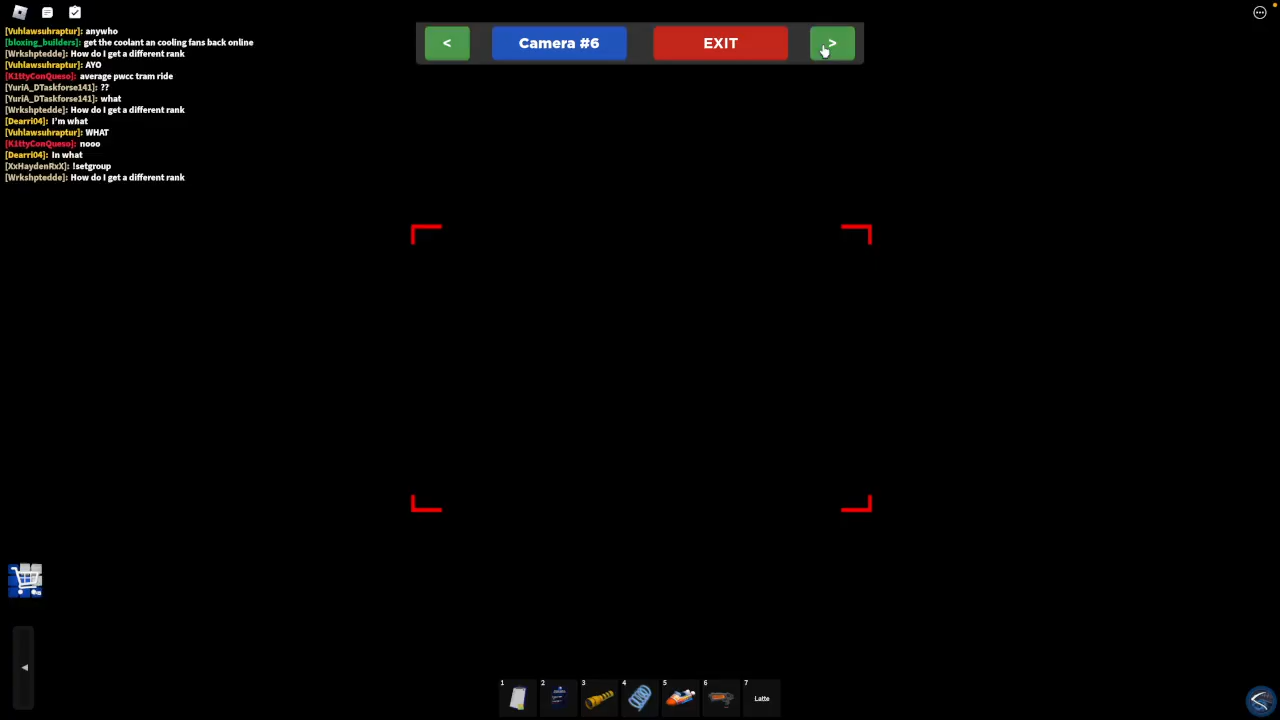 [Vuhlawsuhraptur]: anywho
[bloxing_builders]: get the coolant an cooling fans back online
[Wrkshptedde]: How do I get a different rank
[Vuhlawsuhraptur]: AYO
[K1ttyConQueso]: average pwcc tram ride
[YuriA_DTaskforse141]: ??
[YuriA_DTaskforse141]: what
[Wrkshptedde]: How do I get a different rank
[Dearri04]: I'm what
[Vuhlawsuhraptur]: WHAT
[K1ttyConQueso]: nooo
[Dearri04]: In what
[XxHaydenRxX]: !setgroup
[Wrkshptedde]: How do I get a different rank
< Camera #6 EXIT >
1 2 3 4 5 6 7
Latte